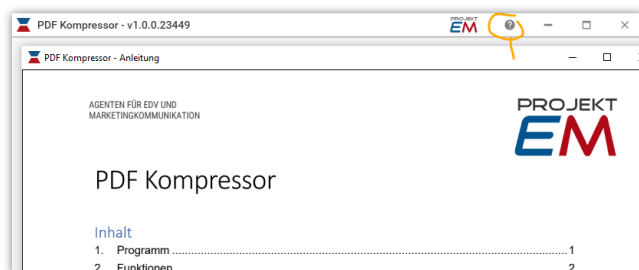 PDF Kompressor - v1.0.0.23449
PROJEKT
EM
?
PDF Kompressor - Anleitung
AGENTEN FÜR EDV UND
MARKETINGKOMMUNIKATION
PROJEKT
EM
PDF Kompressor
Inhalt
1. Programm ........................................................................................................ 1
2. Funktionen ........................................................................................................ 2